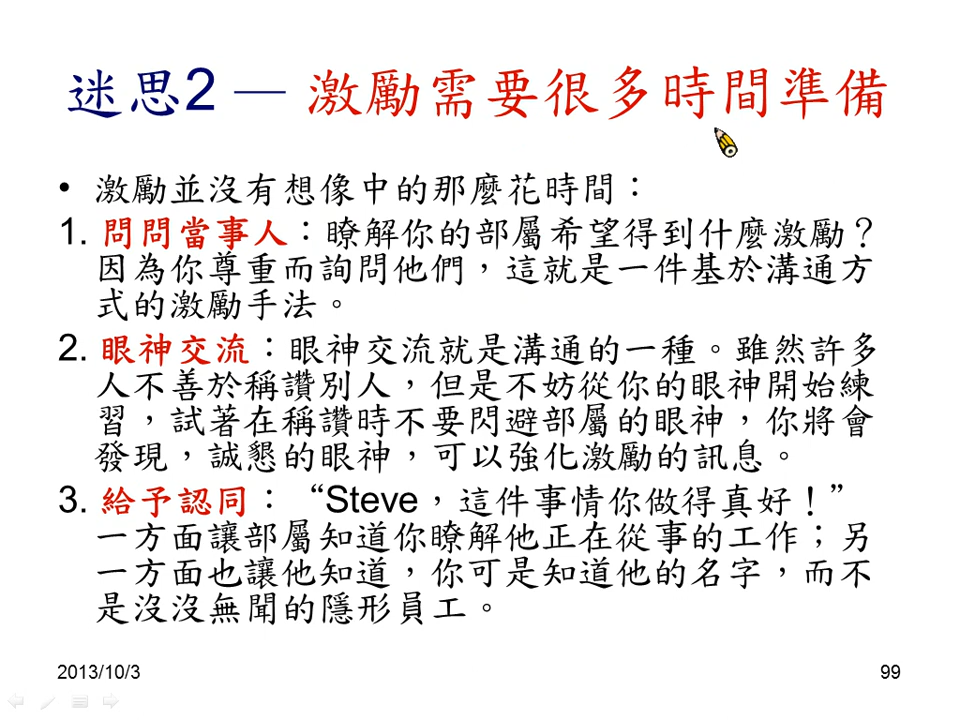 迷思2 — 激勵需要很多時間準備
• 激勵並沒有想像中的那麼花時間：
1. 問問當事人：瞭解你的部屬希望得到什麼激勵？
因為你尊重而詢問他們，這就是一件基於溝通方
式的激勵手法。
2. 眼神交流：眼神交流就是溝通的一種。雖然許多
人不善於稱讚別人，但是不妨從你的眼神開始練
習，試著在稱讚時不要閃避部屬的眼神，你將會
發現，誠懇的眼神，可以強化激勵的訊息。
3. 給予認同：“Steve，這件事情你做得真好！”
一方面讓部屬知道你瞭解他正在從事的工作；另
一方面也讓他知道，你可是知道他的名字，而不
是沒沒無聞的隱形員工。
2013/10/3
99